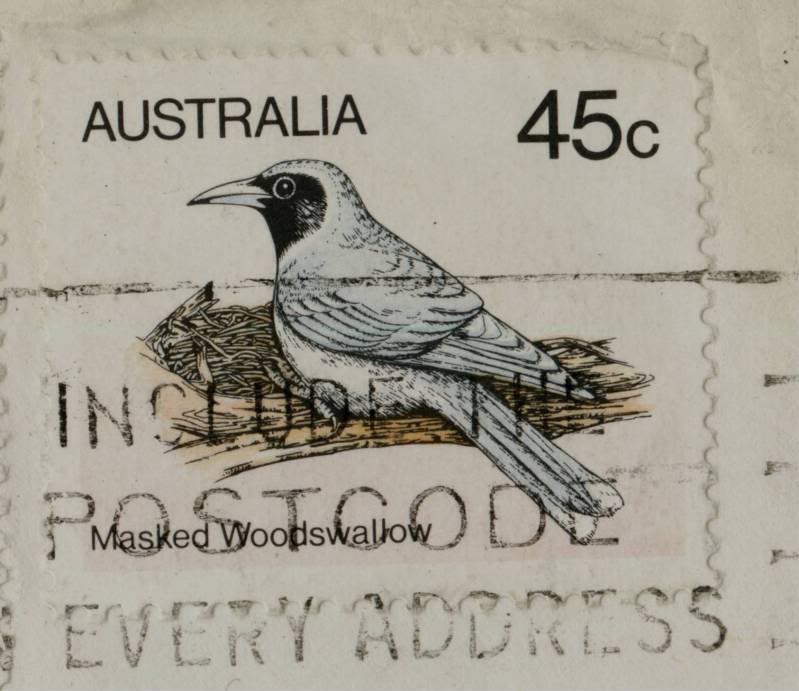 AUSTRALIA 45c
INCLUDE THE
POSTCODE
Masked Woodswallow
EVERY ADDRESS